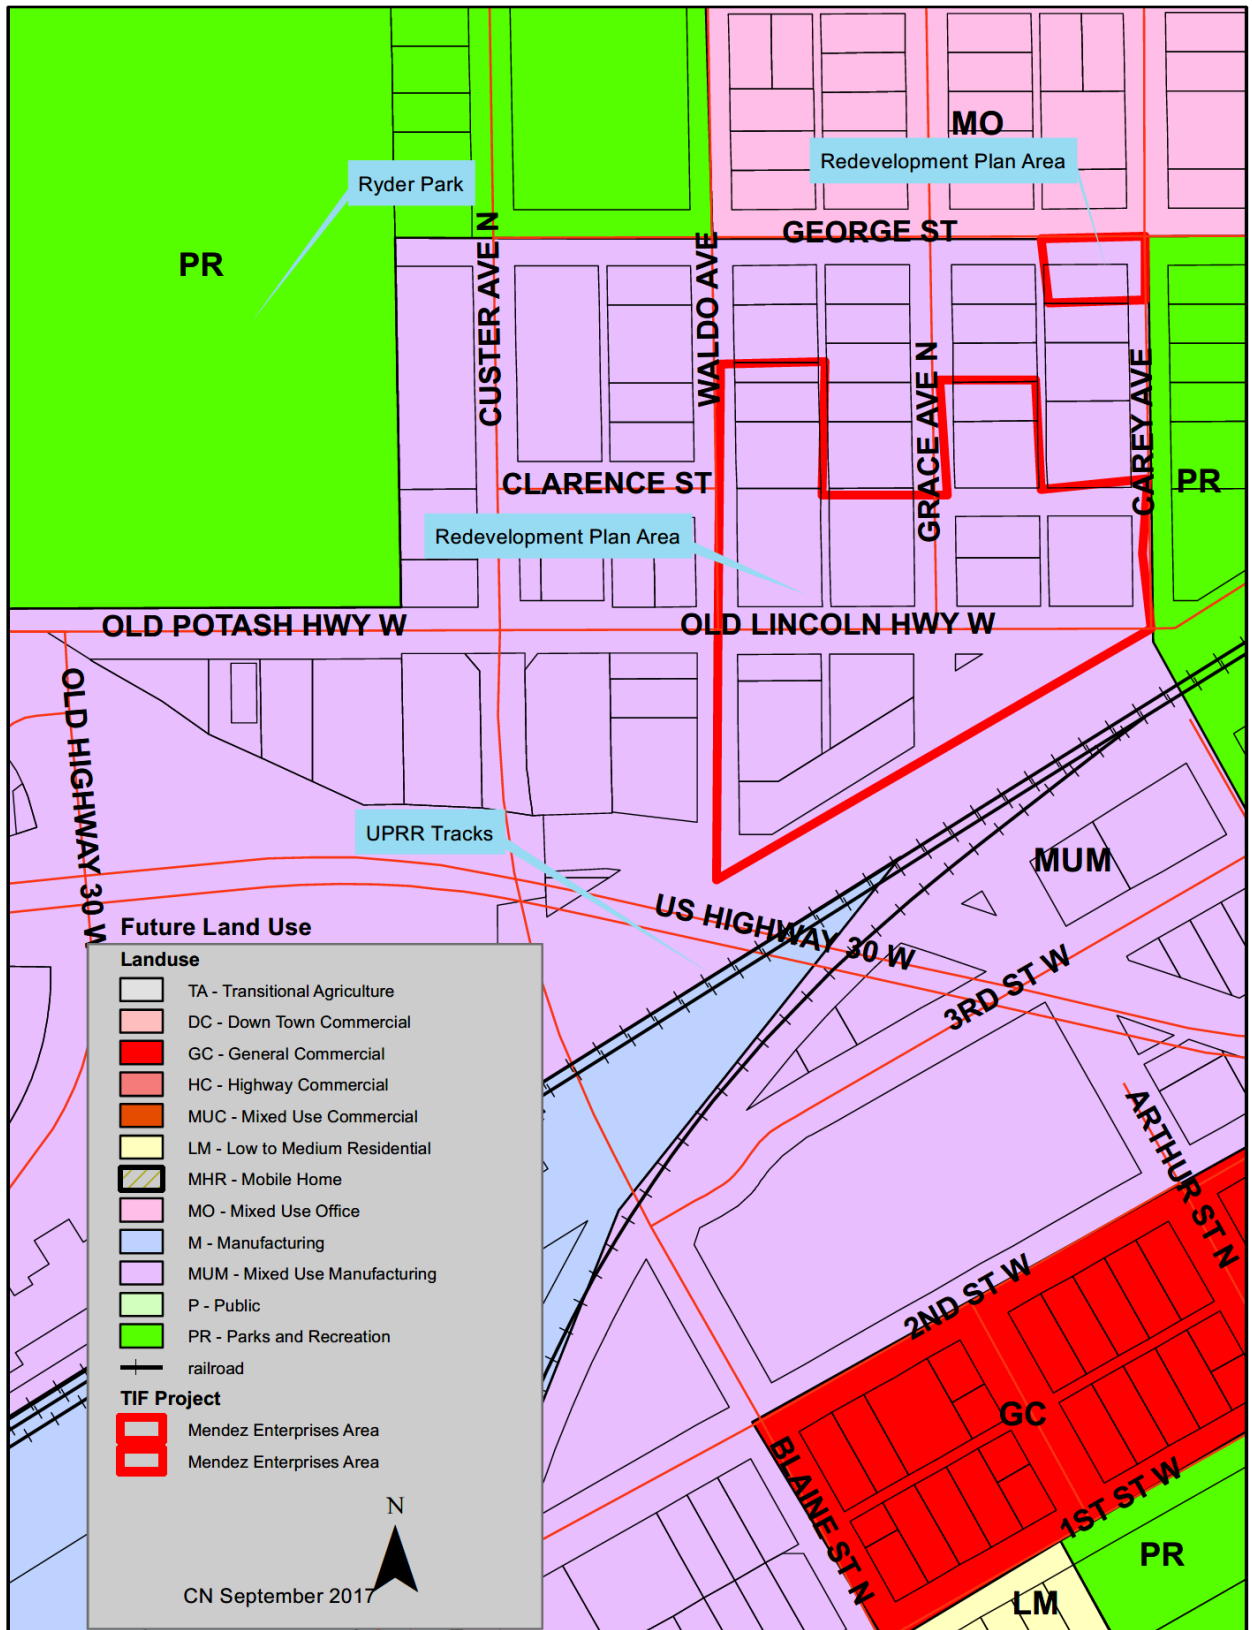 MO
Redevelopment Plan Area
Ryder Park
PR
GEORGE ST
CUSTER AVE N
WALDO AVE
GRACE AVE N
CAREY AVE
CLARENCE ST
PR
Redevelopment Plan Area
OLD POTASH HWY W
OLD LINCOLN HWY W
OLD HIGHWAY 30 W
UPRR Tracks
MUM
US HIGHWAY 30 W
3RD ST W
ARTHUR ST N
2ND ST W
GC
BLAINE ST N
1ST ST W
PR
LM
Future Land Use
Landuse
TA - Transitional Agriculture
DC - Down Town Commercial
GC - General Commercial
HC - Highway Commercial
MUC - Mixed Use Commercial
LM - Low to Medium Residential
MHR - Mobile Home
MO - Mixed Use Office
M - Manufacturing
MUM - Mixed Use Manufacturing
P - Public
PR - Parks and Recreation
railroad
TIF Project
Mendez Enterprises Area
Mendez Enterprises Area
N
CN September 2017